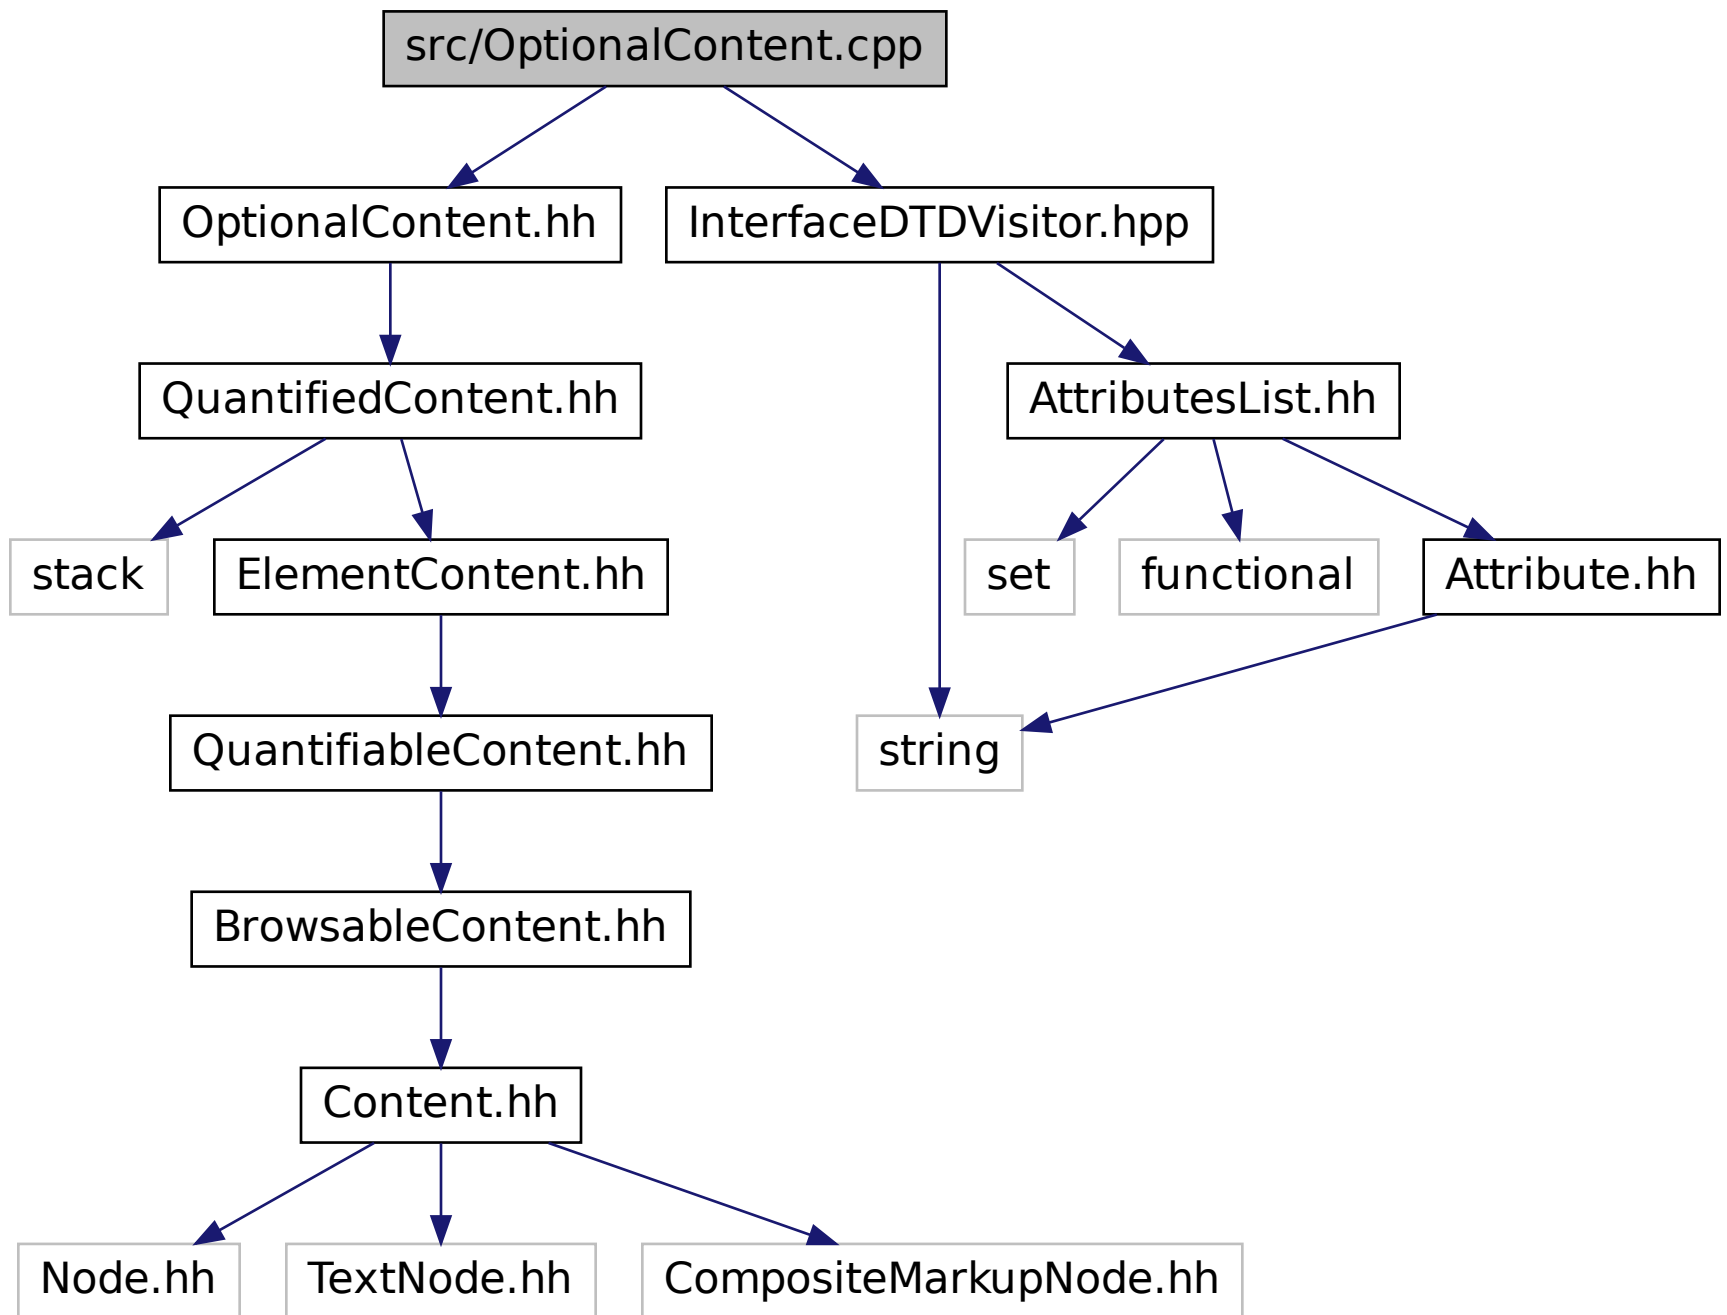 src/OptionalContent.cpp
OptionalContent.hh
InterfaceDTDVisitor.hpp
QuantifiedContent.hh
AttributesList.hh
stack
ElementContent.hh
set
functional
Attribute.hh
QuantifiableContent.hh
string
BrowsableContent.hh
Content.hh
Node.hh
TextNode.hh
CompositeMarkupNode.hh